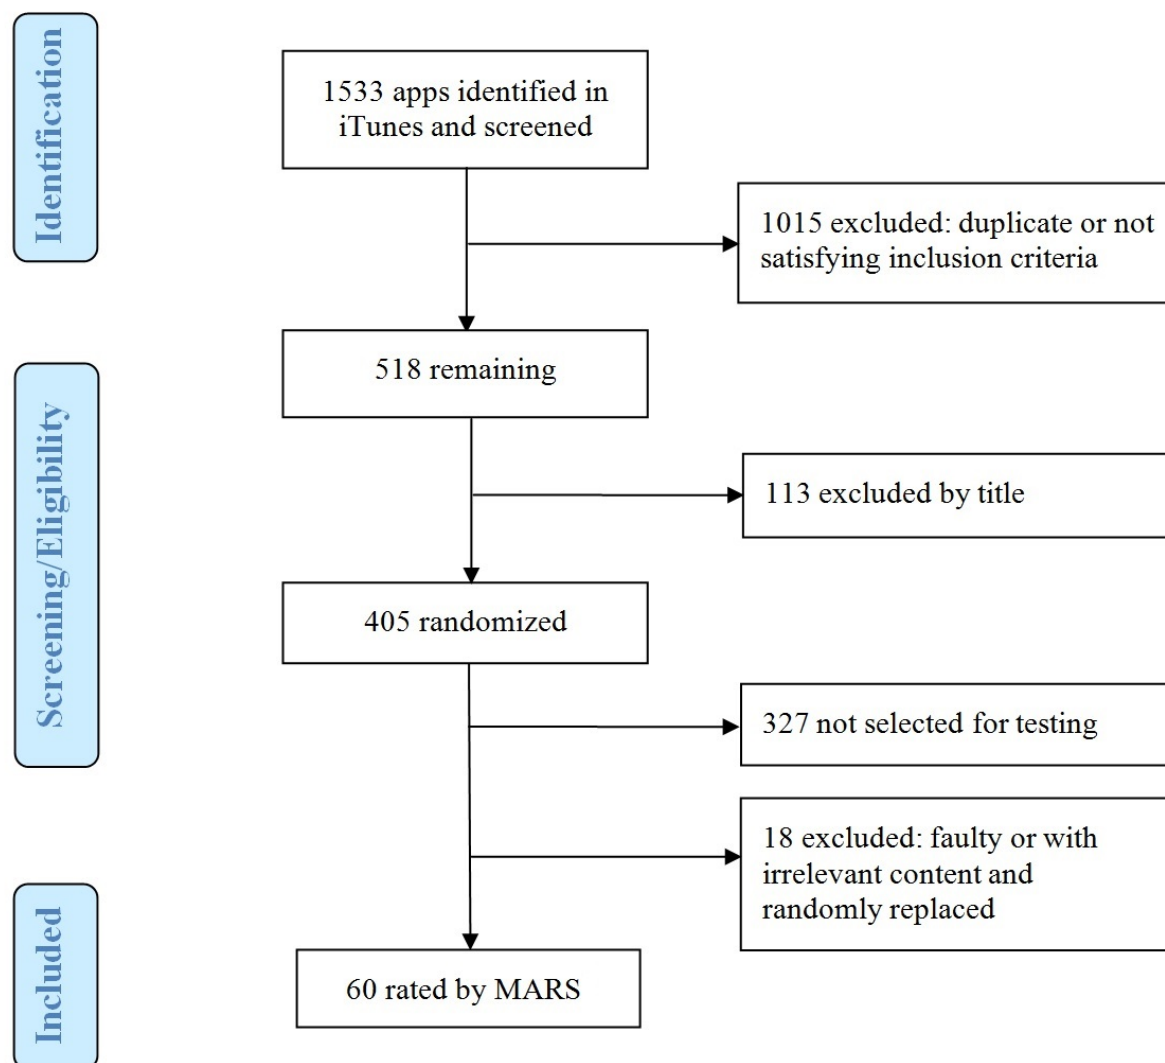 Identification
1533 apps identified in
iTunes and screened
1015 excluded: duplicate or not
satisfying inclusion criteria
Screening/Eligibility
518 remaining
113 excluded by title
405 randomized
327 not selected for testing
18 excluded: faulty or with
irrelevant content and
randomly replaced
Included
60 rated by MARS